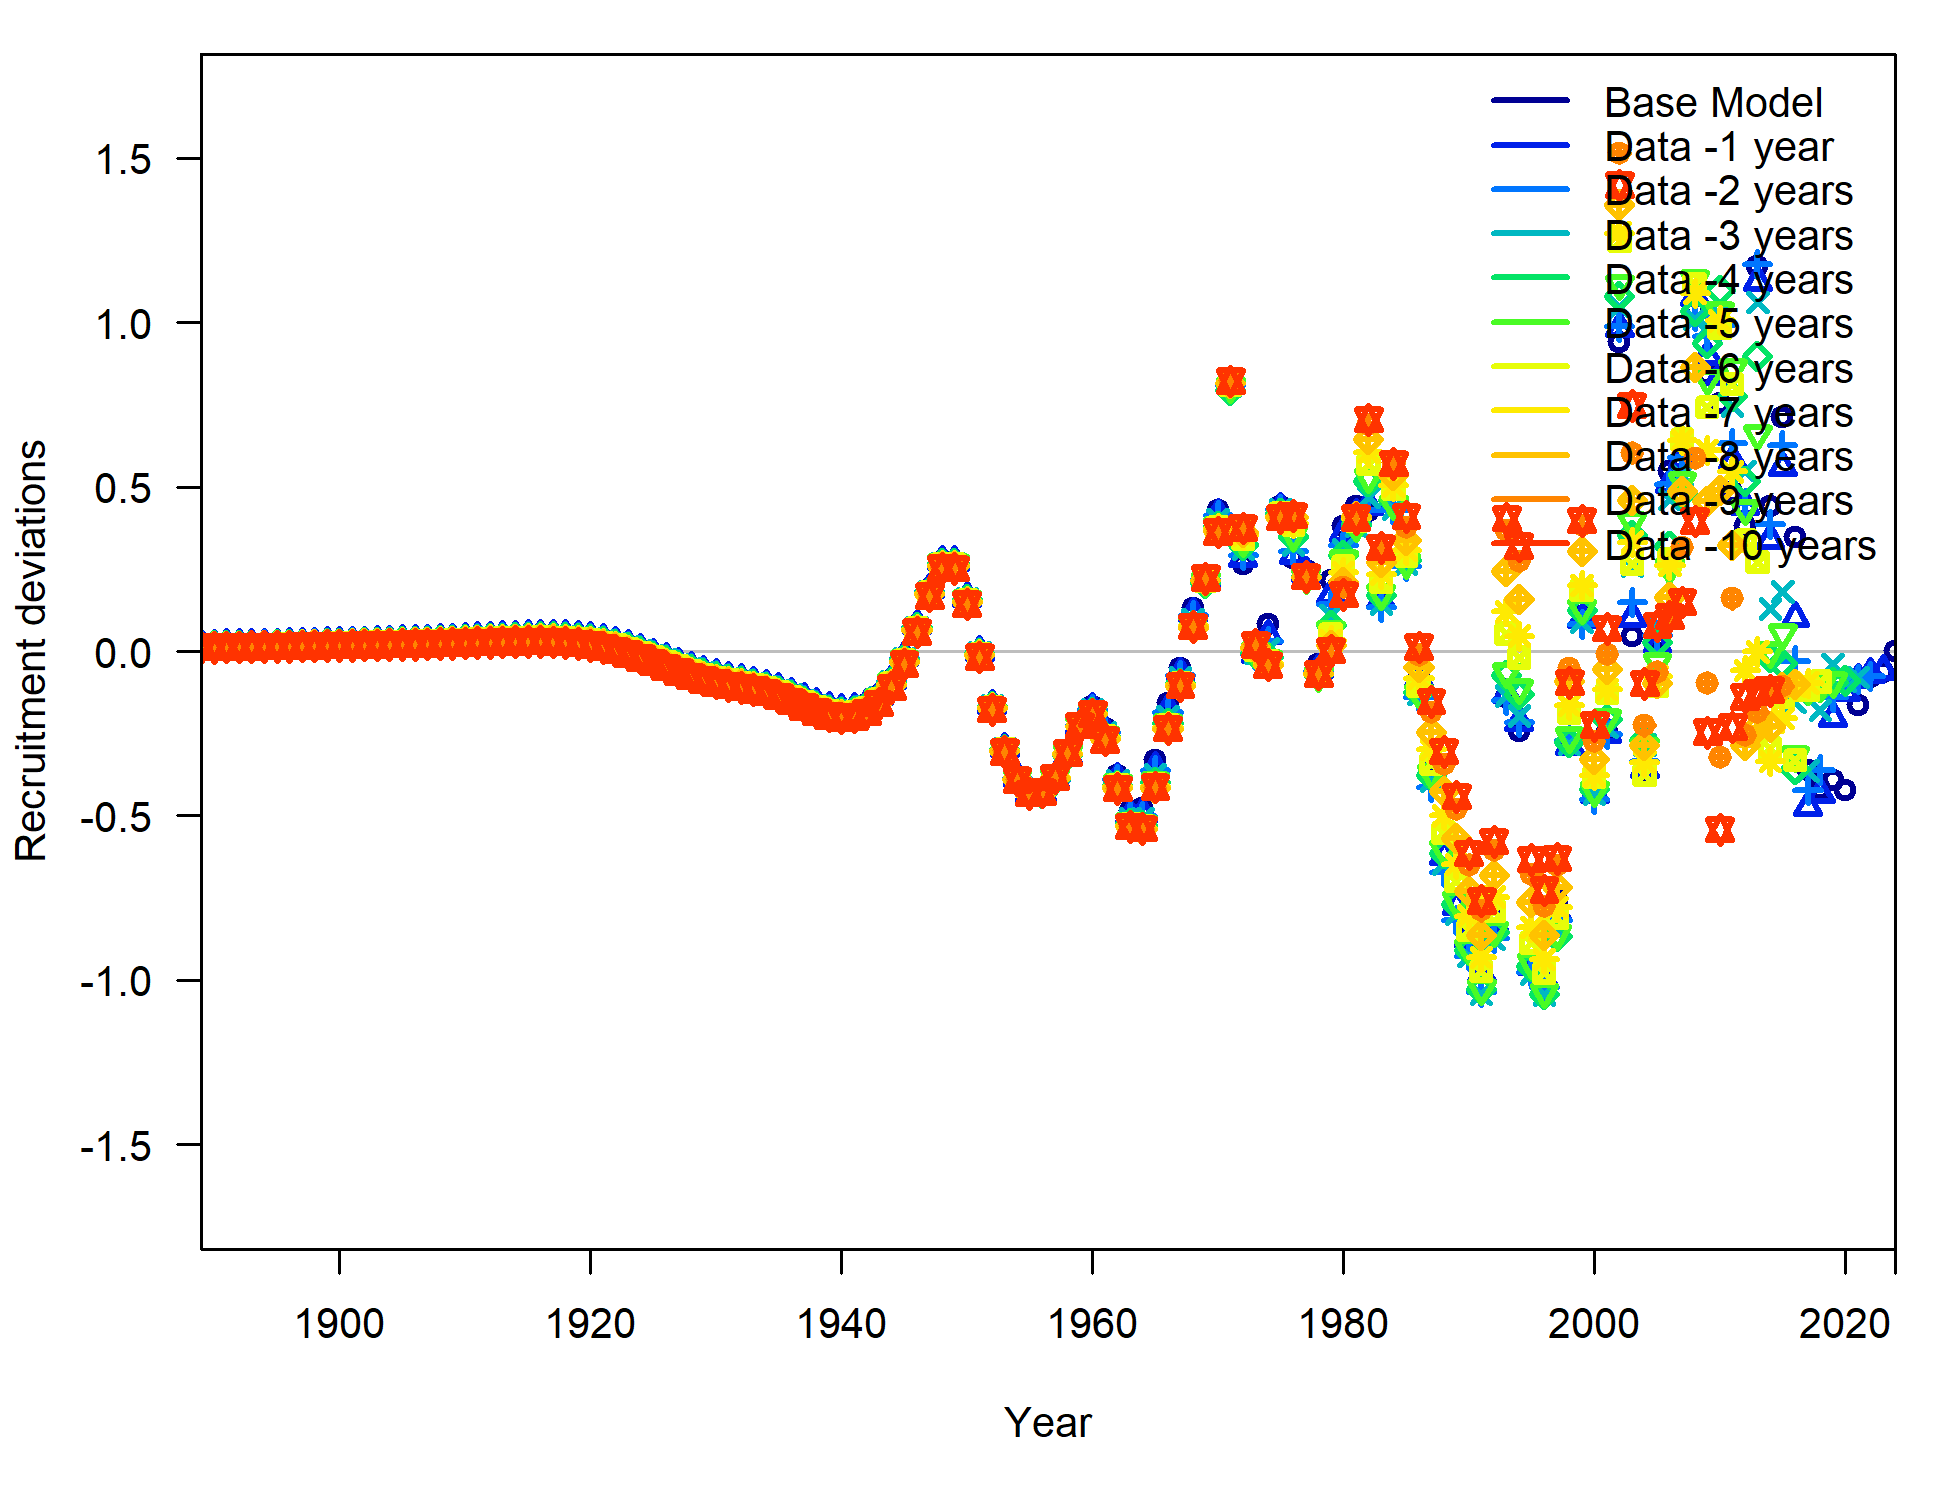 Base Model
Data -1 year
Data -2 years
Data -3 years
Data -4 years
Data -5 years
Data -6 years
Data -7 years
Data -8 years
Data -9 years
Data -10 years
1.5
1.0
0.5
0.0
-0.5
-1.0
-1.5
Recruitment deviations
1900 1920 1940 1960 1980 2000 2020
Year